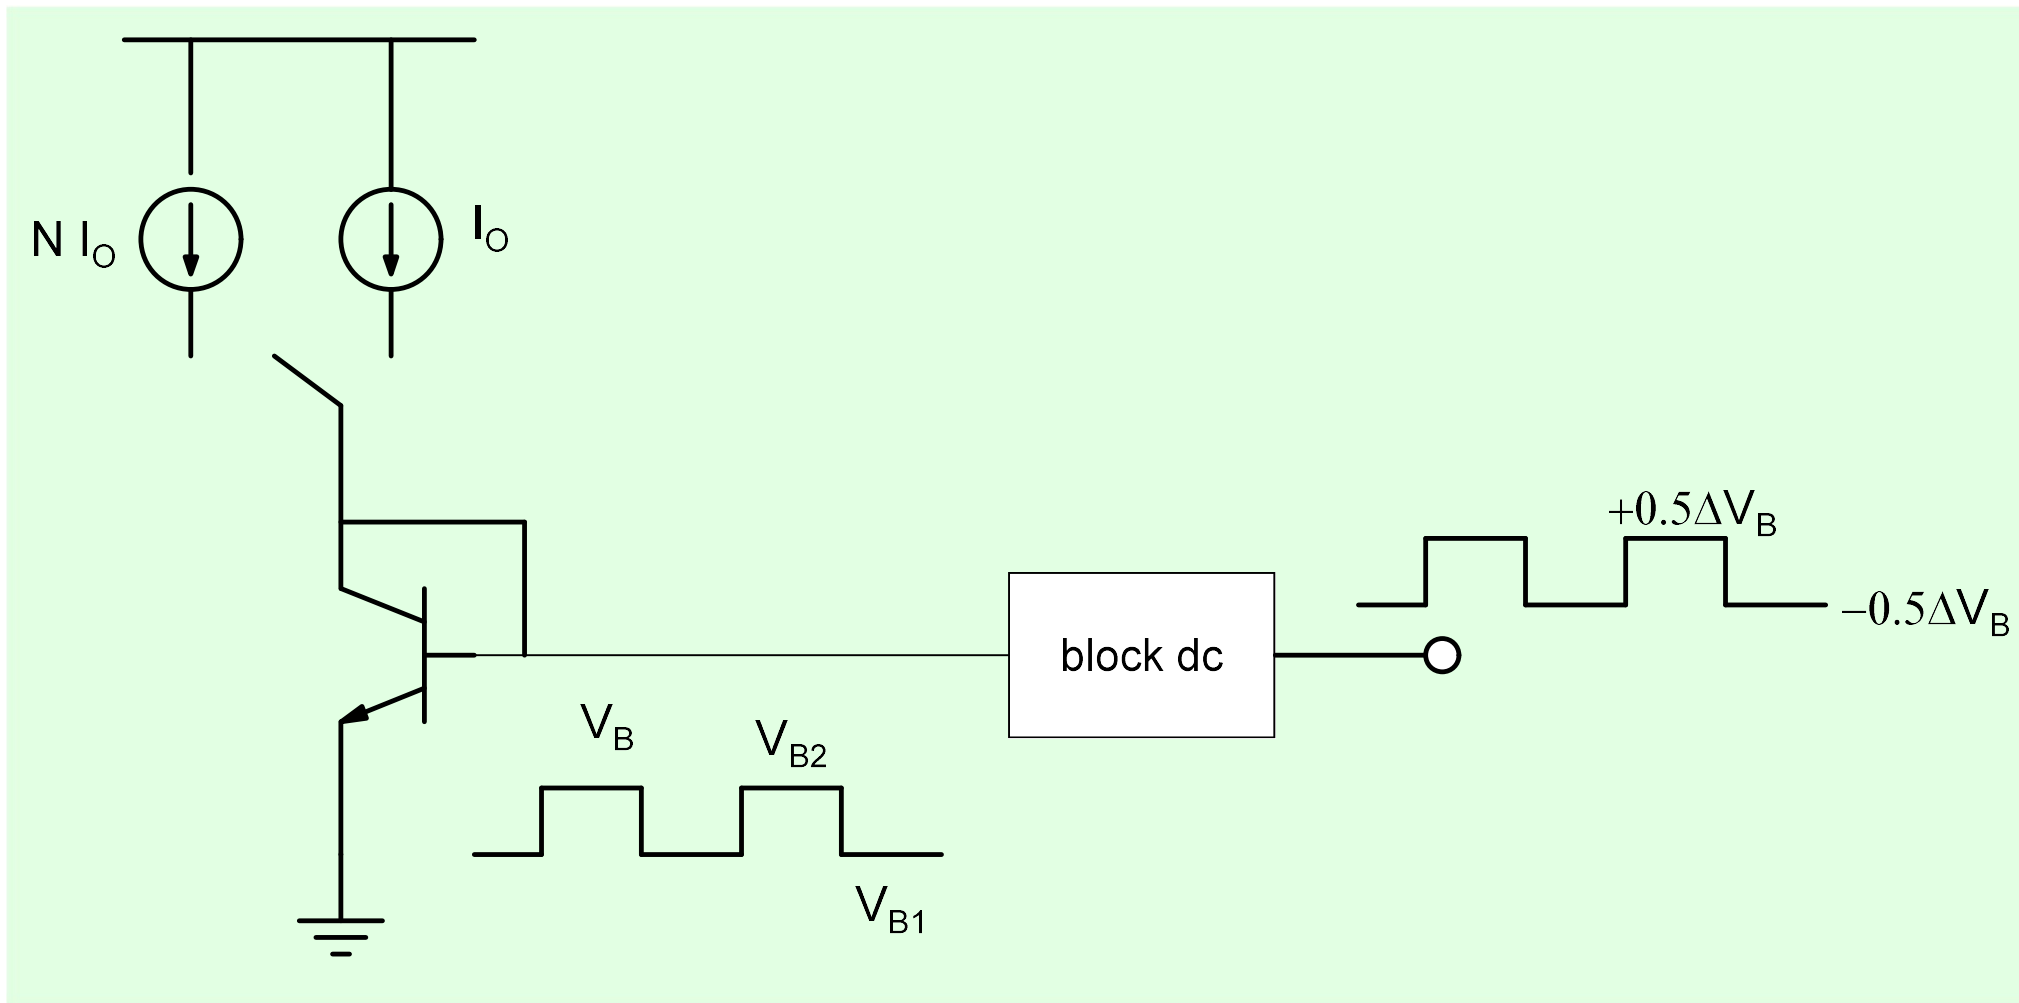 N I_O
I_O
+0.5ΔV_B
−0.5ΔV_B
block dc
V_B
V_B2
V_B1